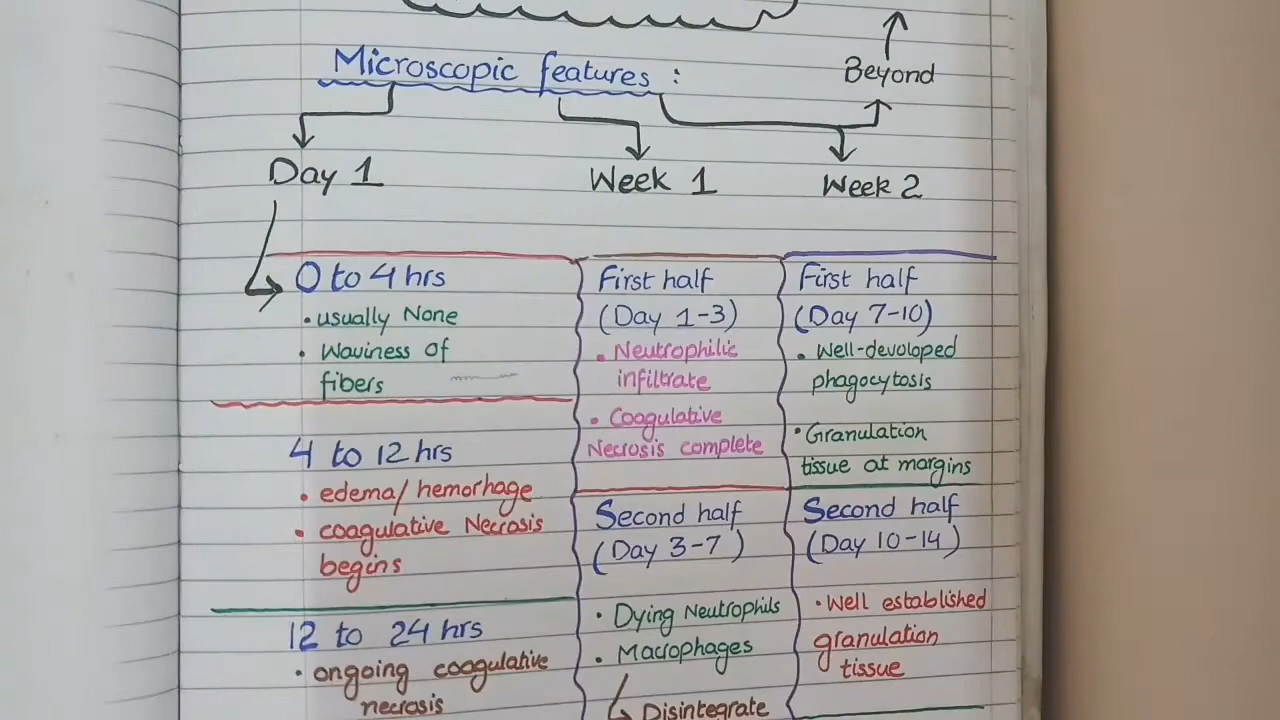 Microscopic features :
Beyond
Day 1
Week 1
Week 2
0 to 4 hrs
• usually None
• Waviness of
fibers
4 to 12 hrs
• edema/hemorhage
• coagulative Necrosis
begins
12 to 24 hrs
• ongoing coagulative
necrosis
First half
(Day 1-3)
• Neutrophilic
infiltrate
• Coagulative
Necrosis complete
Second half
(Day 3-7)
• Dying Neutrophils
• Macrophages
Disintegrate
First half
(Day 7-10)
• Well-devoloped
phagocytosis
• Granulation
tissue at margins
Second half
(Day 10-14)
• Well established
granulation
tissue